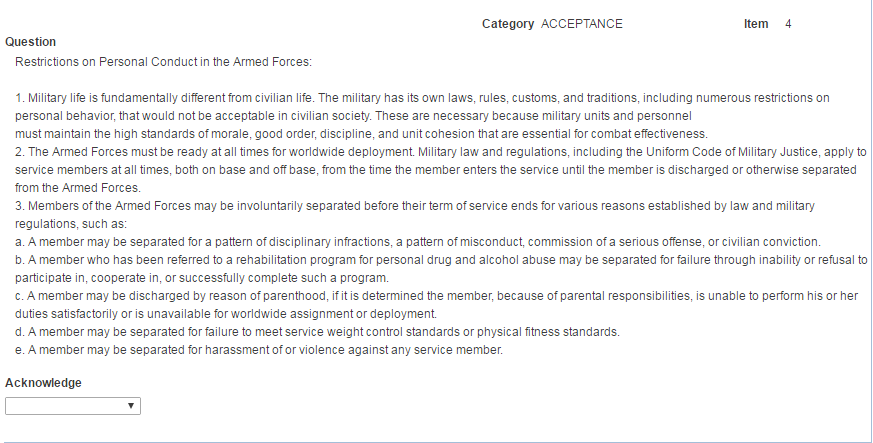 Category ACCEPTANCE Item 4
Question
Restrictions on Personal Conduct in the Armed Forces:
1. Military life is fundamentally different from civilian life. The military has its own laws, rules, customs, and traditions, including numerous restrictions on
personal behavior, that would not be acceptable in civilian society. These are necessary because military units and personnel
must maintain the high standards of morale, good order, discipline, and unit cohesion that are essential for combat effectiveness.
2. The Armed Forces must be ready at all times for worldwide deployment. Military law and regulations, including the Uniform Code of Military Justice, apply to
service members at all times, both on base and off base, from the time the member enters the service until the member is discharged or otherwise separated
from the Armed Forces.
3. Members of the Armed Forces may be involuntarily separated before their term of service ends for various reasons established by law and military
regulations, such as:
a. A member may be separated for a pattern of disciplinary infractions, a pattern of misconduct, commission of a serious offense, or civilian conviction.
b. A member who has been referred to a rehabilitation program for personal drug and alcohol abuse may be separated for failure through inability or refusal to
participate in, cooperate in, or successfully complete such a program.
c. A member may be discharged by reason of parenthood, if it is determined the member, because of parental responsibilities, is unable to perform his or her
duties satisfactorily or is unavailable for worldwide assignment or deployment.
d. A member may be separated for failure to meet service weight control standards or physical fitness standards.
e. A member may be separated for harassment of or violence against any service member.
Acknowledge